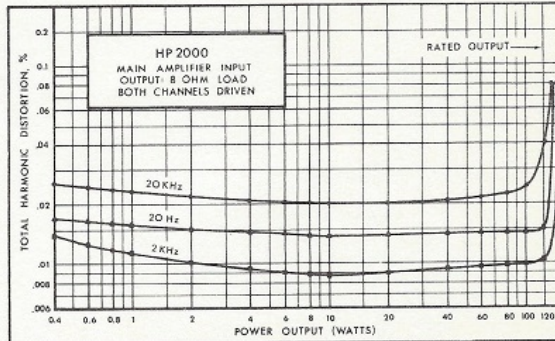 HP 2000
MAIN AMPLIFIER INPUT
OUTPUT: 8 OHM LOAD
BOTH CHANNELS DRIVEN
RATED OUTPUT
TOTAL HARMONIC DISTORTION, %
0.2
0.1
.08
.06
.04
.02
.01
.008
.006
20 KHz
20 Hz
2 KHz
0.4 0.6 0.8 1 2 4 6 8 10 20 40 60 80 100 120
POWER OUTPUT (WATTS)